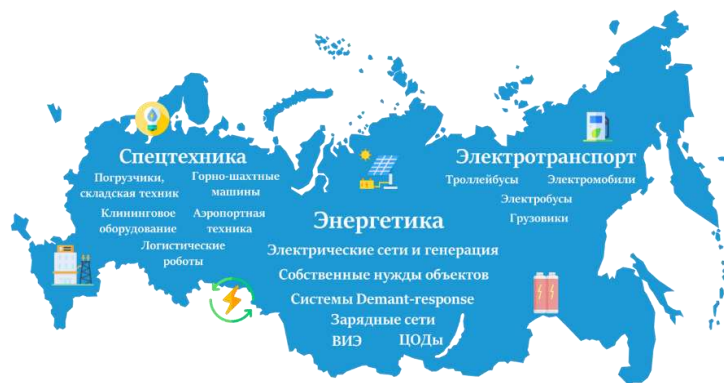 Спецтехника
Погрузчики,
складская техник
Горно-шахтные
машины
Клининговое
оборудование
Аэропортная
техника
Логистические
роботы
Энергетика
Электрические сети и генерация
Собственные нужды объектов
Системы Demant-response
Зарядные сети
ВИЭ
ЦОДы
Электротранспорт
Троллейбусы
Электромобили
Электробусы
Грузовики